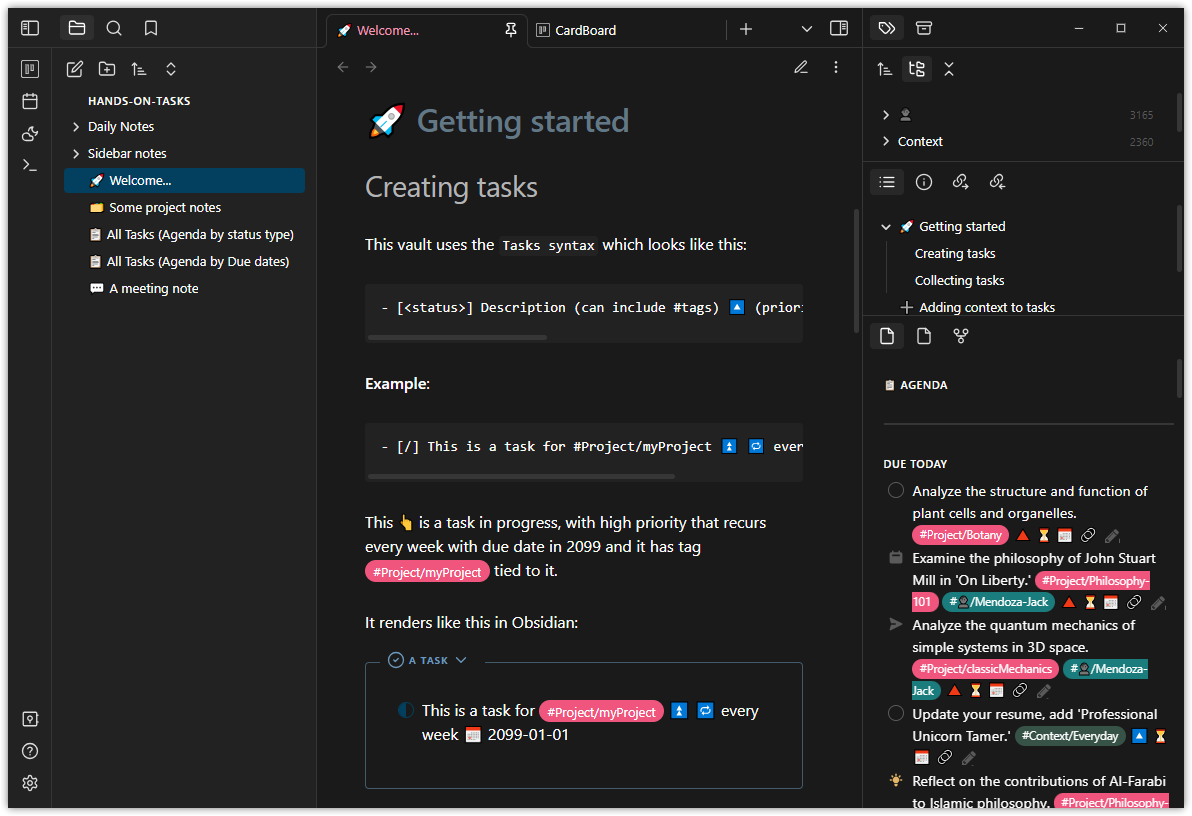 Welcome...
CardBoard
HANDS-ON-TASKS
Daily Notes
Sidebar notes
Welcome...
Some project notes
All Tasks (Agenda by status type)
All Tasks (Agenda by Due dates)
A meeting note
Getting started
Creating tasks
This vault uses the Tasks syntax which looks like this:
- [<status>] Description (can include #tags) 🔼 (priori
Example:
- [/] This is a task for #Project/myProject ⏫ 🔁 ever
This 👆 is a task in progress, with high priority that recurs
every week with due date in 2099 and it has tag
#Project/myProject tied to it.
It renders like this in Obsidian:
A TASK
This is a task for #Project/myProject ⏫ 🔁 every
week 📅 2099-01-01
3165
Context 2360
Getting started
Creating tasks
Collecting tasks
Adding context to tasks
AGENDA
DUE TODAY
Analyze the structure and function of
plant cells and organelles.
#Project/Botany
Examine the philosophy of John Stuart
Mill in 'On Liberty.' #Project/Philosophy-
101 #👤/Mendoza-Jack
Analyze the quantum mechanics of
simple systems in 3D space.
#Project/classicMechanics #👤/Mendoza-
Jack
Update your resume, add 'Professional
Unicorn Tamer.' #Context/Everyday
Reflect on the contributions of Al-Farabi
to Islamic philosophy. #Project/Philosophy-